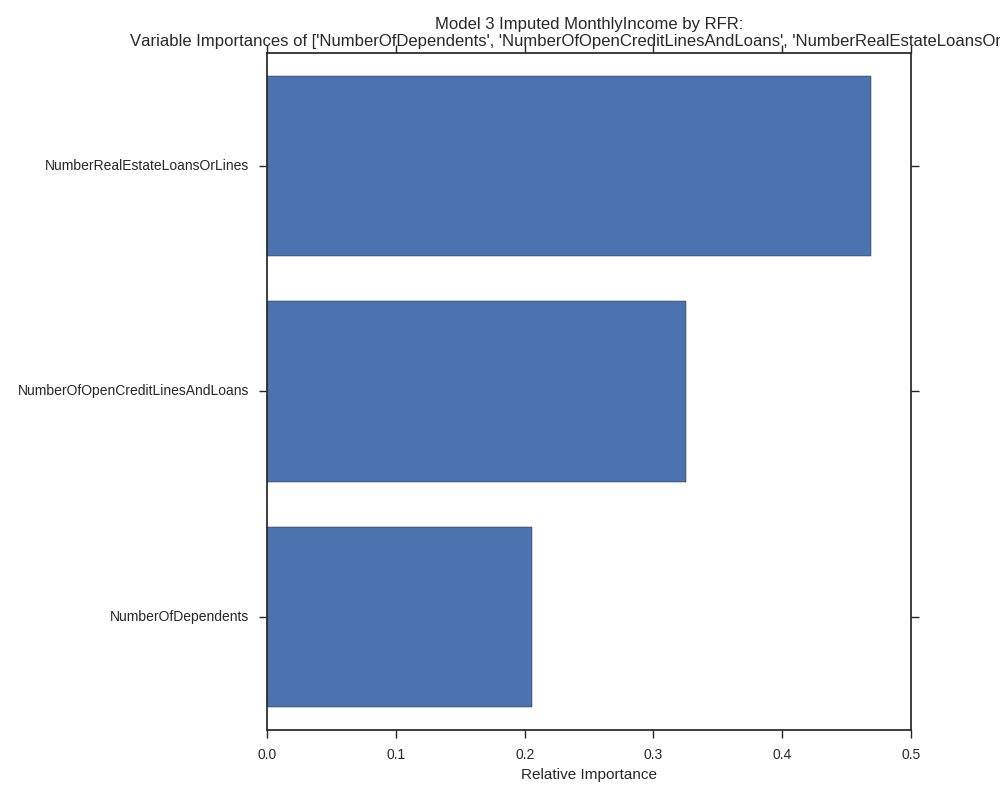 Model 3 Imputed MonthlyIncome by RFR:
Variable Importances of ['NumberOfDependents', 'NumberOfOpenCreditLinesAndLoans', 'NumberRealEstateLoansOr
NumberRealEstateLoansOrLines
NumberOfOpenCreditLinesAndLoans
NumberOfDependents
0.0 0.1 0.2 0.3 0.4 0.5
Relative Importance